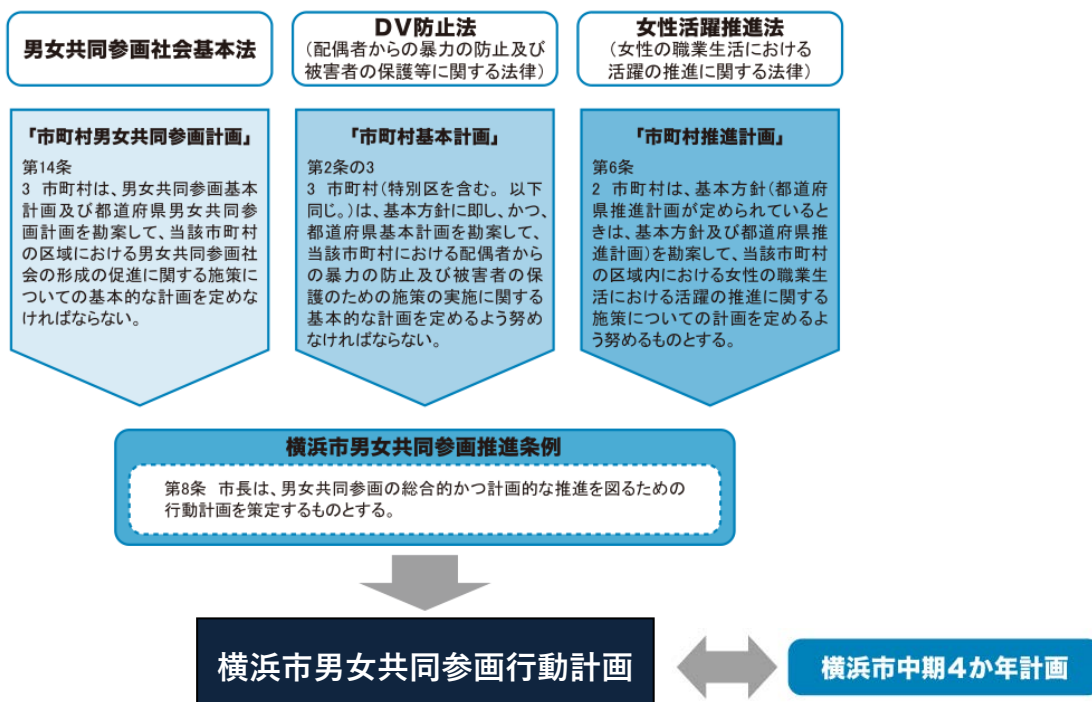 男女共同参画社会基本法
DV防止法
(配偶者からの暴力の防止及び
被害者の保護等に関する法律)
女性活躍推進法
(女性の職業生活における
活躍の推進に関する法律)
「市町村男女共同参画計画」
第14条
3 市町村は、男女共同参画基本
計画及び都道府県男女共同参
画計画を勘案して、当該市町村
の区域における男女共同参画社
会の形成の促進に関する施策に
ついての基本的な計画を定めな
ければならない。
「市町村基本計画」
第2条の3
3 市町村(特別区を含む。以下
同じ。)は、基本方針に即し、かつ、
都道府県基本計画を勘案して、
当該市町村における配偶者から
の暴力の防止及び被害者の保
護のための施策の実施に関する
基本的な計画を定めるよう努め
なければならない。
「市町村推進計画」
第6条
2 市町村は、基本方針(都道府
県推進計画が定められているとき
は、基本方針及び都道府県推
進計画)を勘案して、当該市町村
の区域内における女性の職業生
活における活躍の推進に関する
施策についての計画を定めるよ
う努めるものとする。
横浜市男女共同参画推進条例
第8条 市長は、男女共同参画の総合的かつ計画的な推進を図るための
行動計画を策定するものとする。
横浜市男女共同参画行動計画
横浜市中期4か年計画